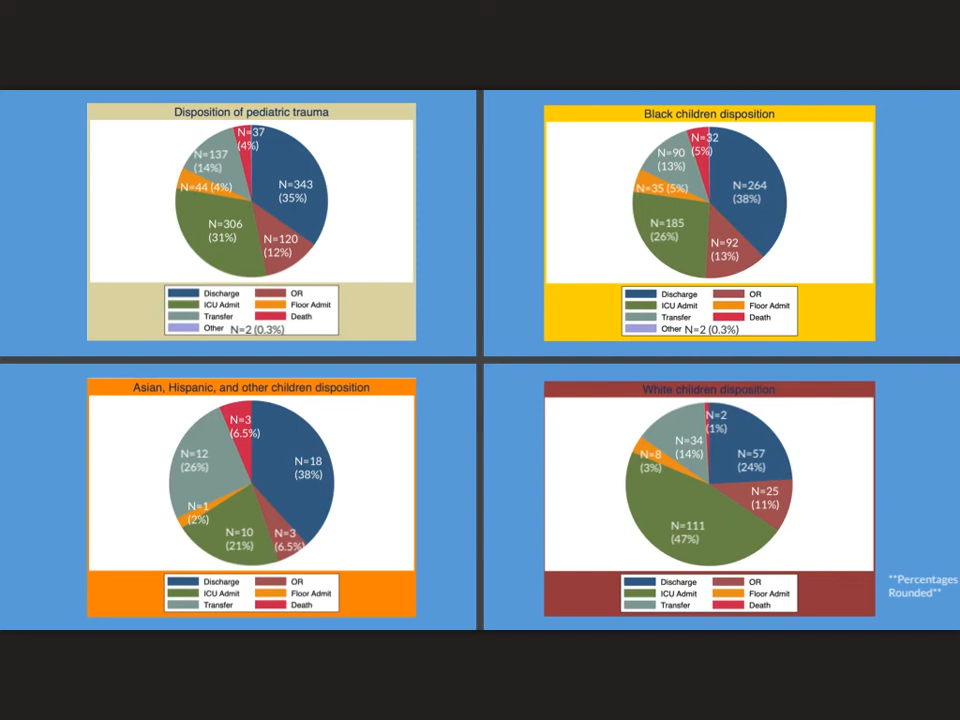 Disposition of pediatric trauma
N=37
(4%)
N=137
(14%)
N=44 (4%)
N=343
(35%)
N=306
(31%)
N=120
(12%)
Discharge
OR
ICU Admit
Floor Admit
Transfer
Death
Other N=2 (0.3%)
Black children disposition
N=32
(5%)
N=90
(13%)
N=35 (5%)
N=264
(38%)
N=185
(26%)
N=92
(13%)
Discharge
OR
ICU Admit
Floor Admit
Transfer
Death
Other N=2 (0.3%)
Asian, Hispanic, and other children disposition
N=3
(6.5%)
N=12
(26%)
N=18
(38%)
N=1
(2%)
N=10
(21%)
N=3
(6.5%)
Discharge
OR
ICU Admit
Floor Admit
Transfer
Death
White children disposition
N=2
(1%)
N=34
(14%)
N=8
(3%)
N=57
(24%)
N=25
(11%)
N=111
(47%)
Discharge
OR
ICU Admit
Floor Admit
Transfer
Death
**Percentages
Rounded**